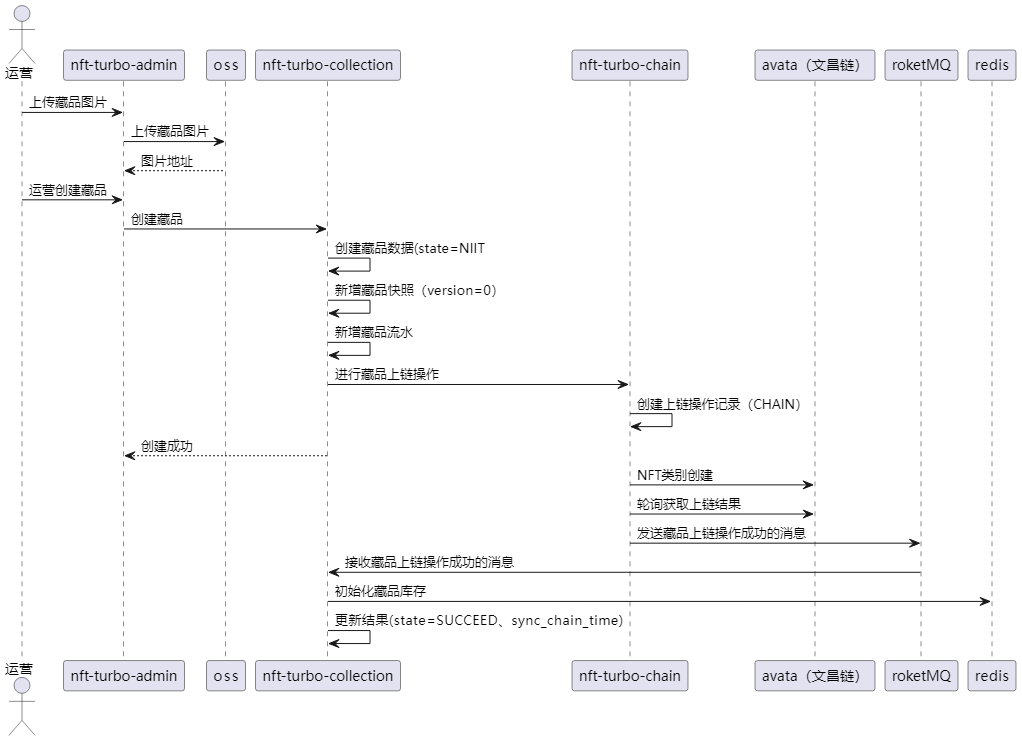 运营
nft-turbo-admin
oss
nft-turbo-collection
nft-turbo-chain
avata（文昌链）
roketMQ
redis
上传藏品图片
上传藏品图片
图片地址
运营创建藏品
创建藏品
创建藏品数据(state=NIIT
新增藏品快照（version=0）
新增藏品流水
进行藏品上链操作
创建上链操作记录（CHAIN）
创建成功
NFT类别创建
轮询获取上链结果
发送藏品上链操作成功的消息
接收藏品上链操作成功的消息
初始化藏品库存
更新结果(state=SUCCEED、sync_chain_time)
运营
nft-turbo-admin
oss
nft-turbo-collection
nft-turbo-chain
avata（文昌链）
roketMQ
redis